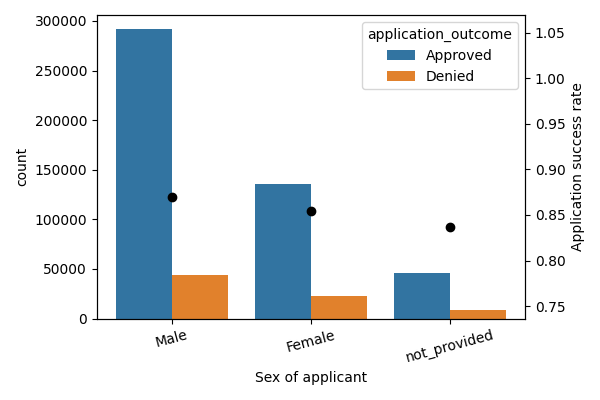 300000
250000
200000
150000
100000
50000
0
count
application_outcome
Approved
Denied
1.05
1.00
0.95
0.90
0.85
0.80
0.75
Application success rate
Male
Female
not_provided
Sex of applicant